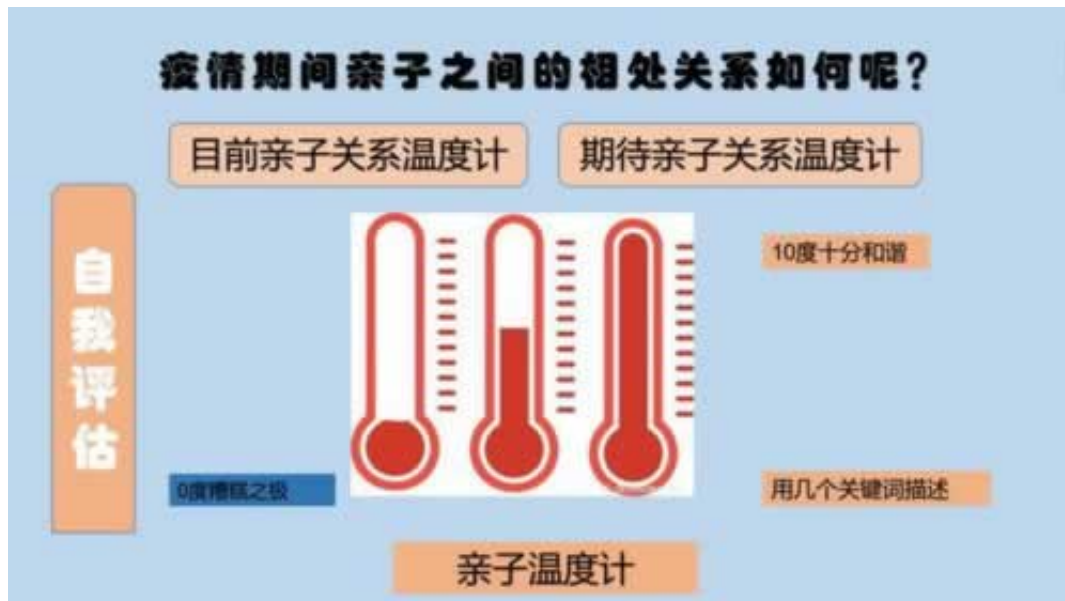 疫情期间亲子之间的相处关系如何呢？
目前亲子关系温度计
期待亲子关系温度计
自我评估
10度十分和谐
0度糟糕之极
用几个关键词描述
亲子温度计